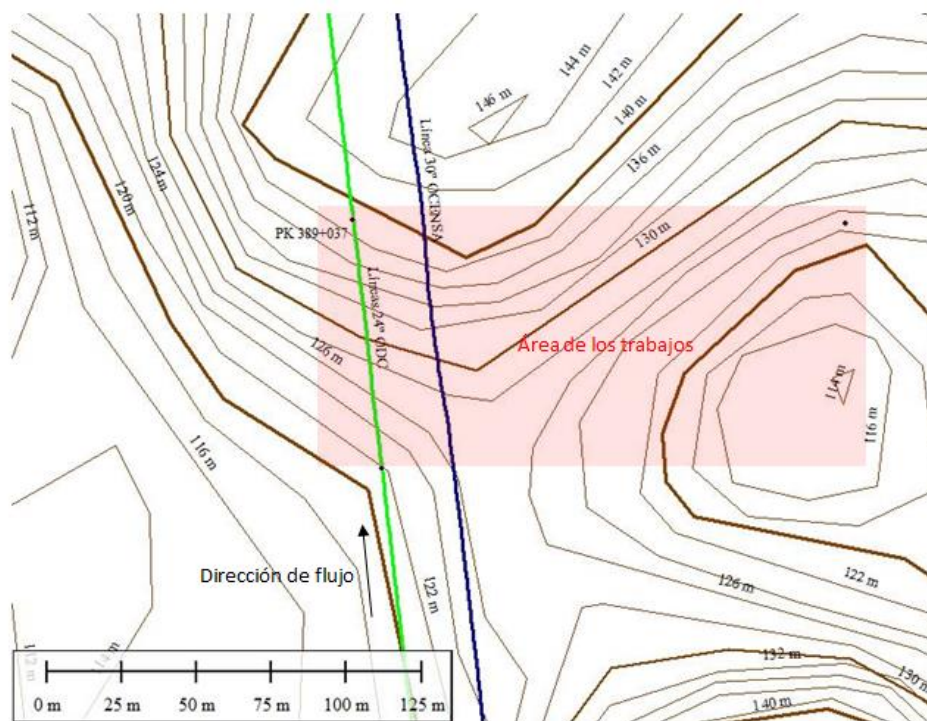 144 m
142 m
146 m
140 m
Línea 30" OCENSA
136 m
124 m
120 m
112 m
PK 389+037
130 m
Líneas 24" ODC
126 m
Área de los trabajos
114 m
116 m
116 m
Dirección de flujo
122 m
126 m
122 m
132 m
130 m
112 m
114 m
140 m
0 m
25 m
50 m
75 m
100 m
125 m